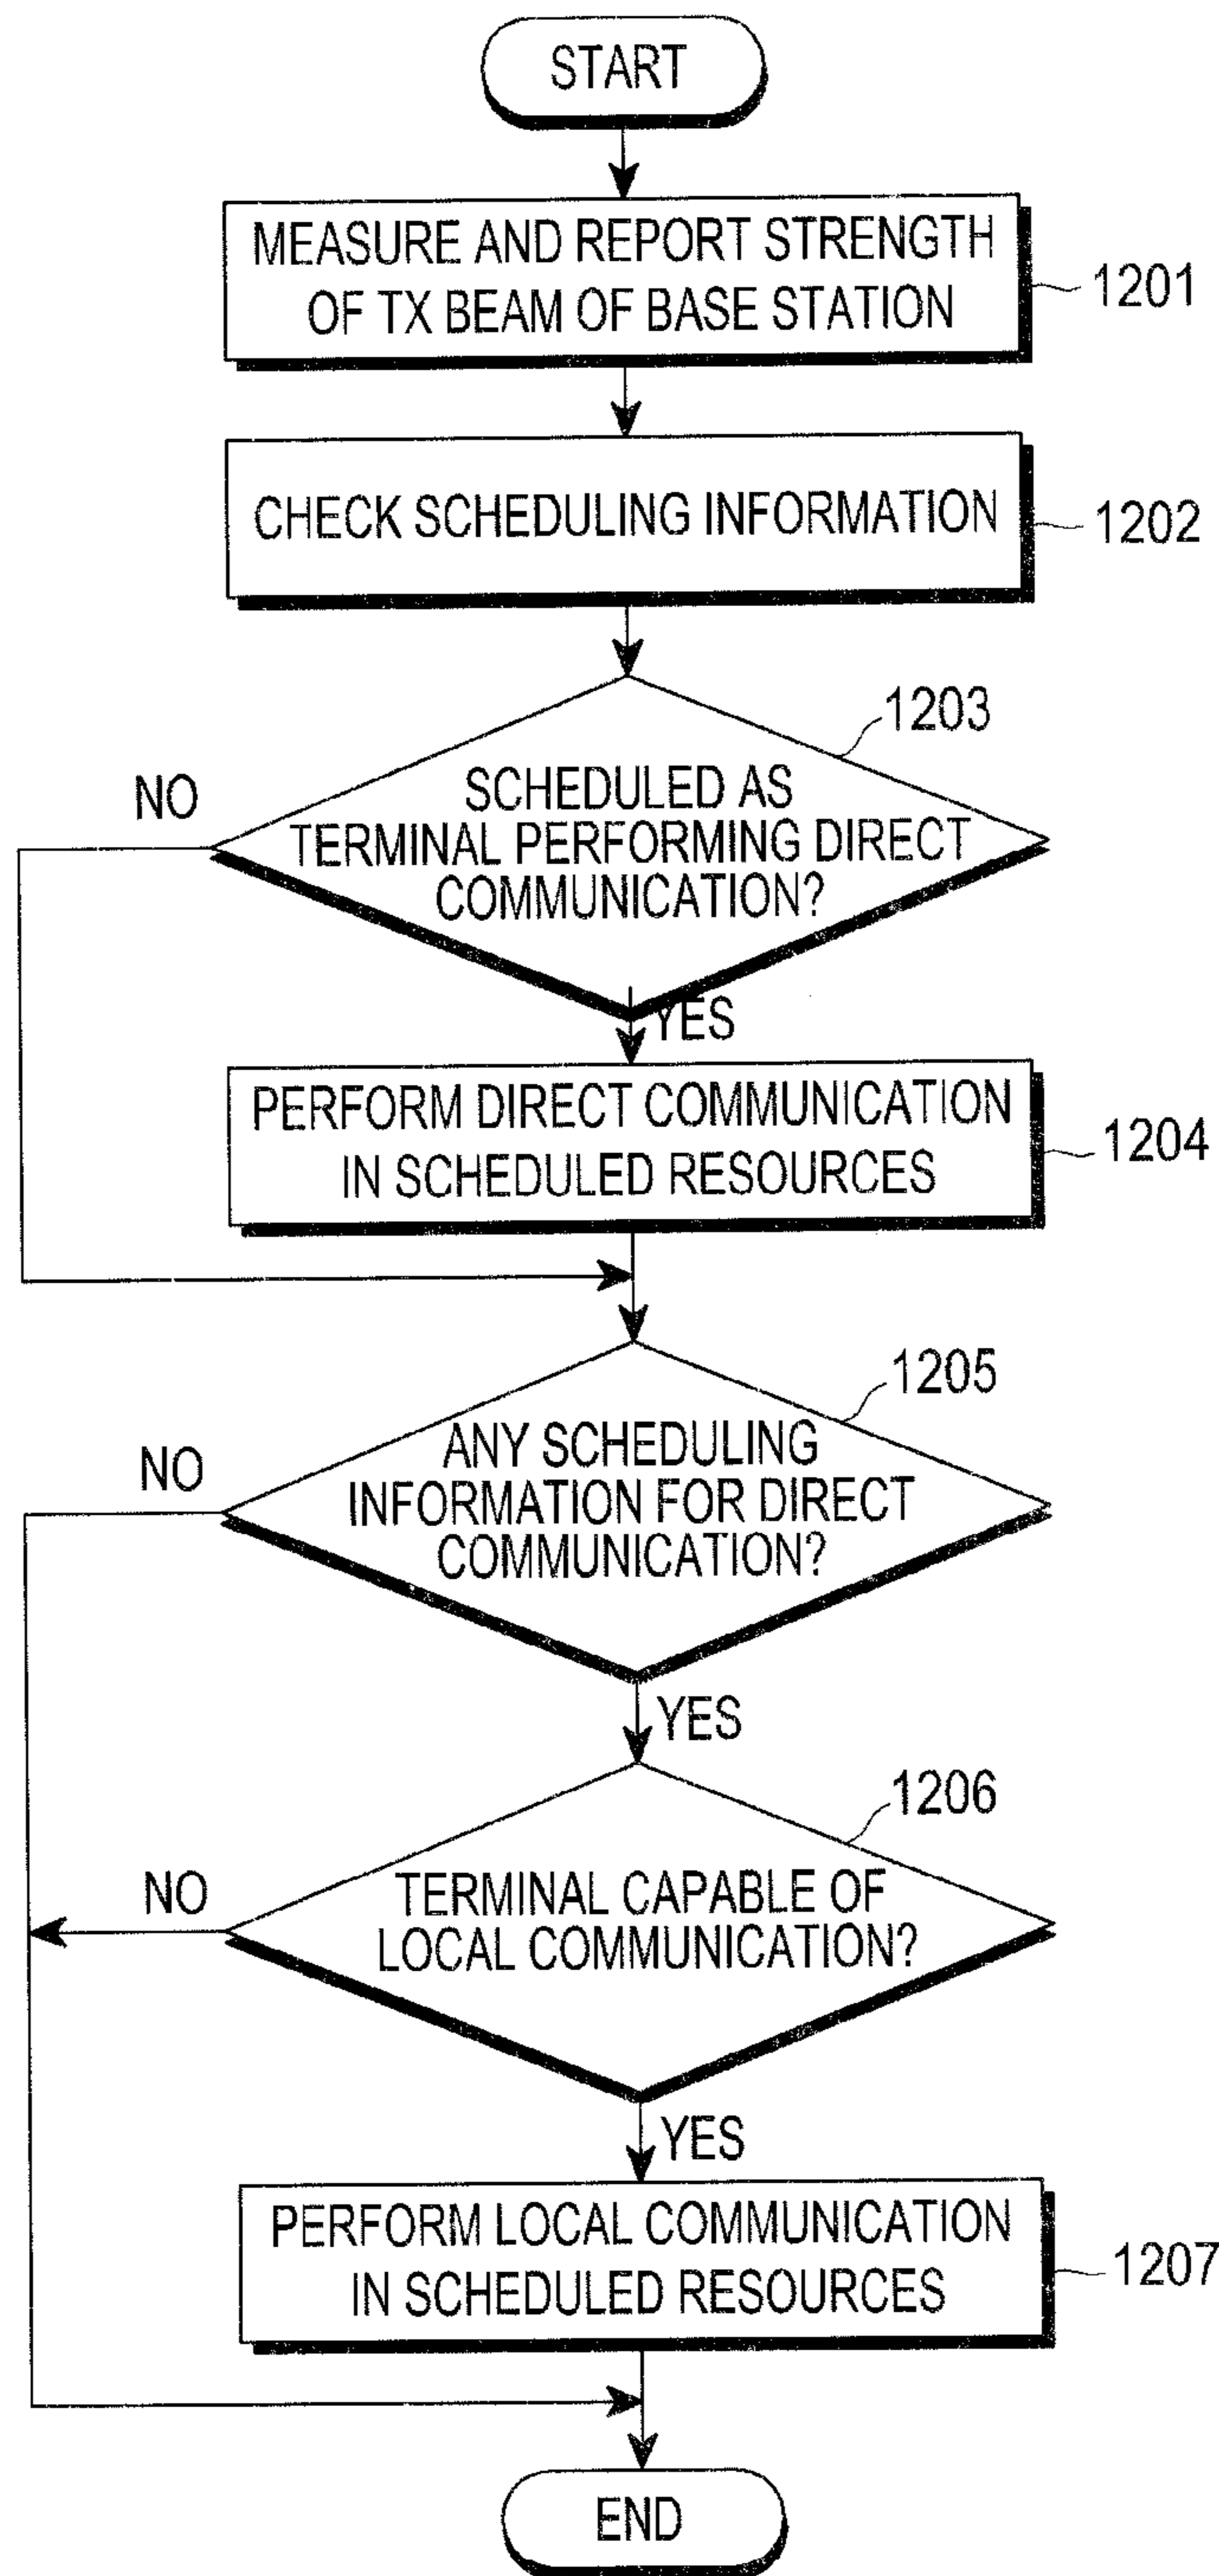 START
MEASURE AND REPORT STRENGTH
OF TX BEAM OF BASE STATION
1201
CHECK SCHEDULING INFORMATION
1202
1203
NO
SCHEDULED AS
TERMINAL PERFORMING DIRECT
COMMUNICATION?
YES
PERFORM DIRECT COMMUNICATION
IN SCHEDULED RESOURCES
1204
1205
NO
ANY SCHEDULING
INFORMATION FOR DIRECT
COMMUNICATION?
YES
1206
NO
TERMINAL CAPABLE OF
LOCAL COMMUNICATION?
YES
PERFORM LOCAL COMMUNICATION
IN SCHEDULED RESOURCES
1207
END